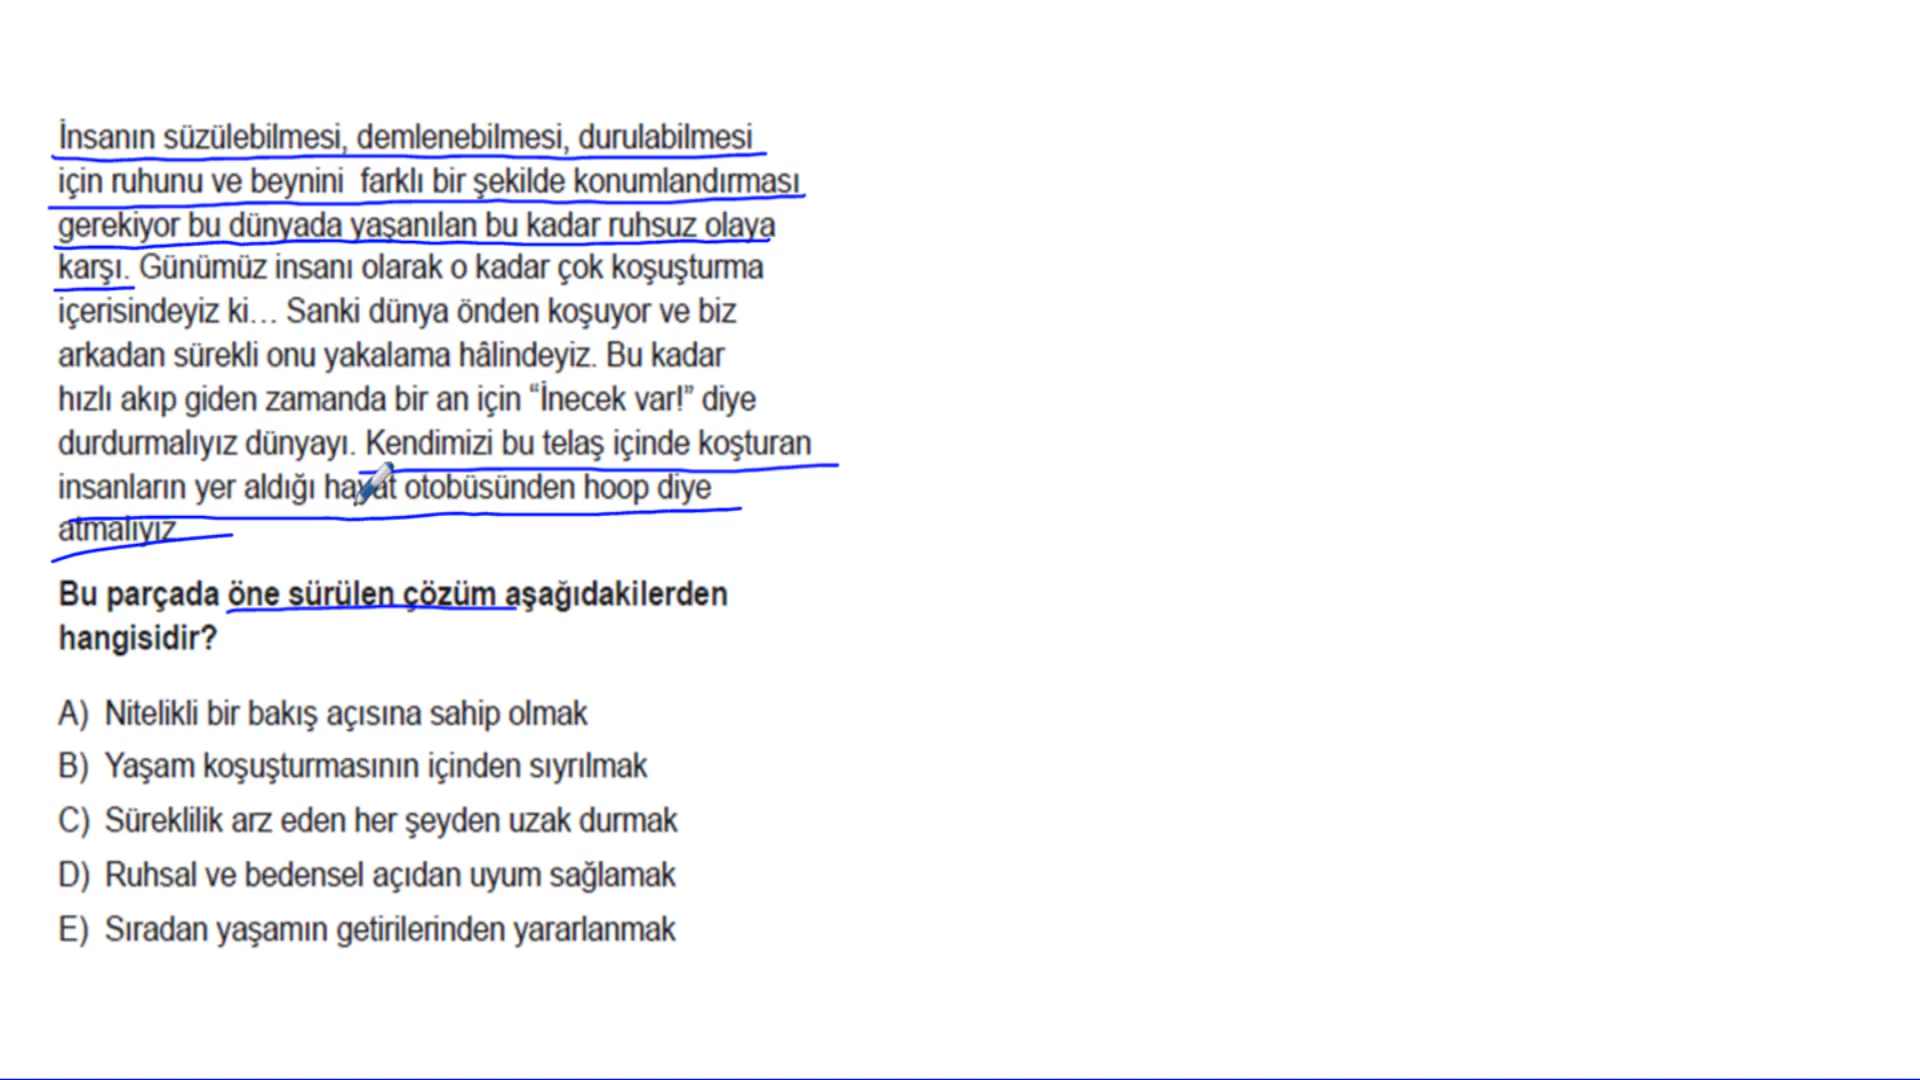 İnsanın süzülebilmesi, demlenebilmesi, durulabilmesi
için ruhunu ve beynini farklı bir şekilde konumlandırması
gerekiyor bu dünyada yaşanılan bu kadar ruhsuz olaya
karşı. Günümüz insanı olarak o kadar çok koşuşturma
içerisindeyiz ki… Sanki dünya önden koşuyor ve biz
arkadan sürekli onu yakalama hâlindeyiz. Bu kadar
hızlı akıp giden zamanda bir an için “İnecek var!” diye
durdurmalıyız dünyayı. Kendimizi bu telaş içinde koşturan
insanların yer aldığı hayat otobüsünden hoop diye
atmalıyız.
Bu parçada öne sürülen çözüm aşağıdakilerden
hangisidir?
A) Nitelikli bir bakış açısına sahip olmak
B) Yaşam koşuşturmasının içinden sıyrılmak
C) Süreklilik arz eden her şeyden uzak durmak
D) Ruhsal ve bedensel açıdan uyum sağlamak
E) Sıradan yaşamın getirilerinden yararlanmak